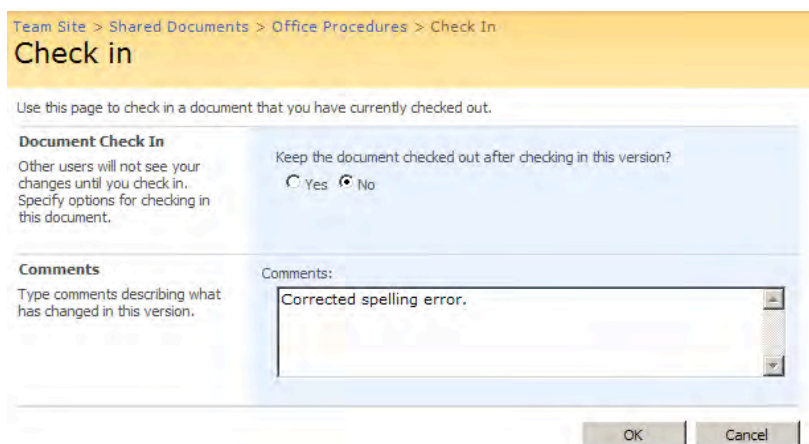 Team Site > Shared Documents > Office Procedures > Check In
Check in
Use this page to check in a document that you have currently checked out.
Document Check In
Other users will not see your
changes until you check in.
Specify options for checking in
this document.
Keep the document checked out after checking in this version?
Yes No
Comments
Type comments describing what
has changed in this version.
Comments:
Corrected spelling error.
OK Cancel